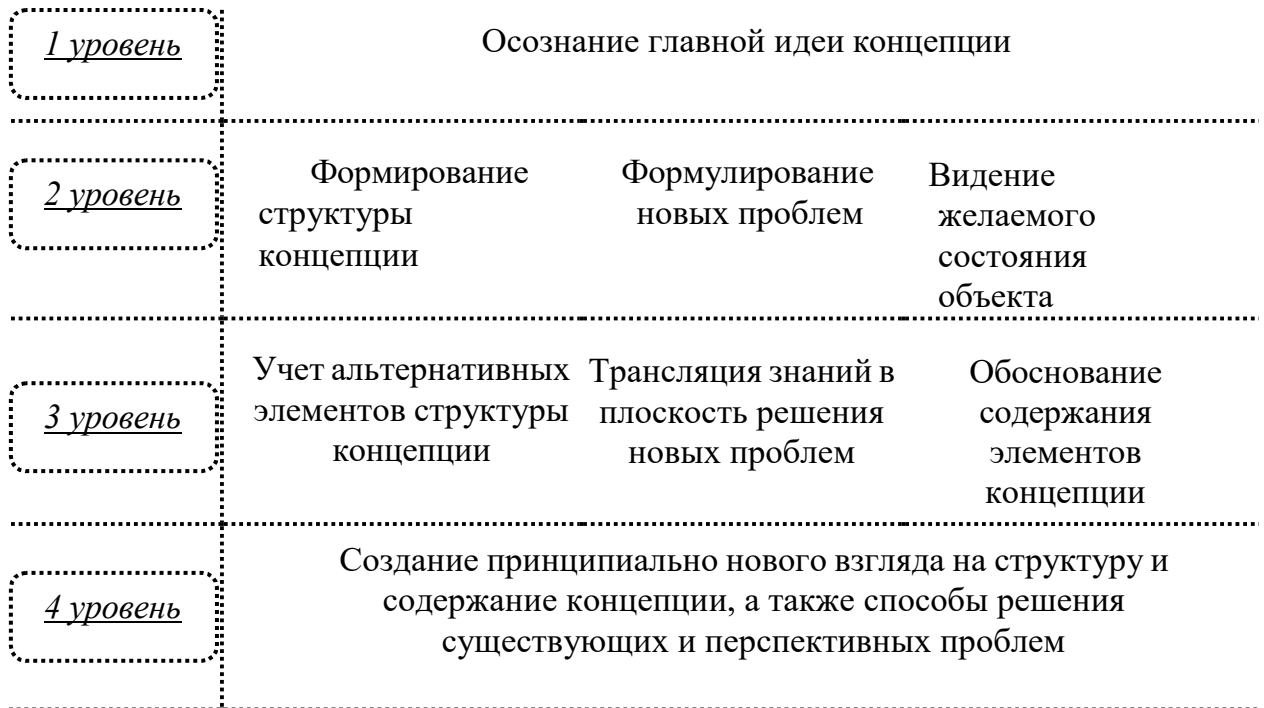 1 уровень
Осознание главной идеи концепции
2 уровень
Формирование
структуры
концепции
Формулирование
новых проблем
Видение
желаемого
состояния
объекта
3 уровень
Учет альтернативных
элементов структуры
концепции
Трансляция знаний в
плоскость решения
новых проблем
Обоснование
содержания
элементов
концепции
4 уровень
Создание принципиально нового взгляда на структуру и
содержание концепции, а также способы решения
существующих и перспективных проблем